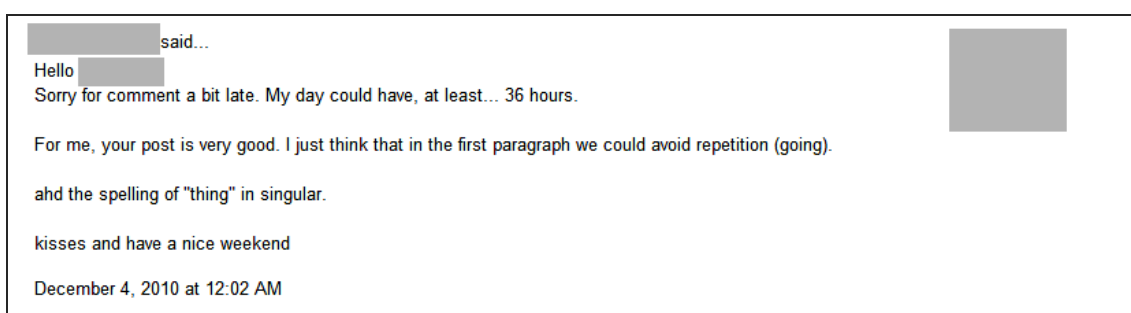 said...
Hello
Sorry for comment a bit late. My day could have, at least... 36 hours.
For me, your post is very good. I just think that in the first paragraph we could avoid repetition (going).
ahd the spelling of "thing" in singular.
kisses and have a nice weekend
December 4, 2010 at 12:02 AM